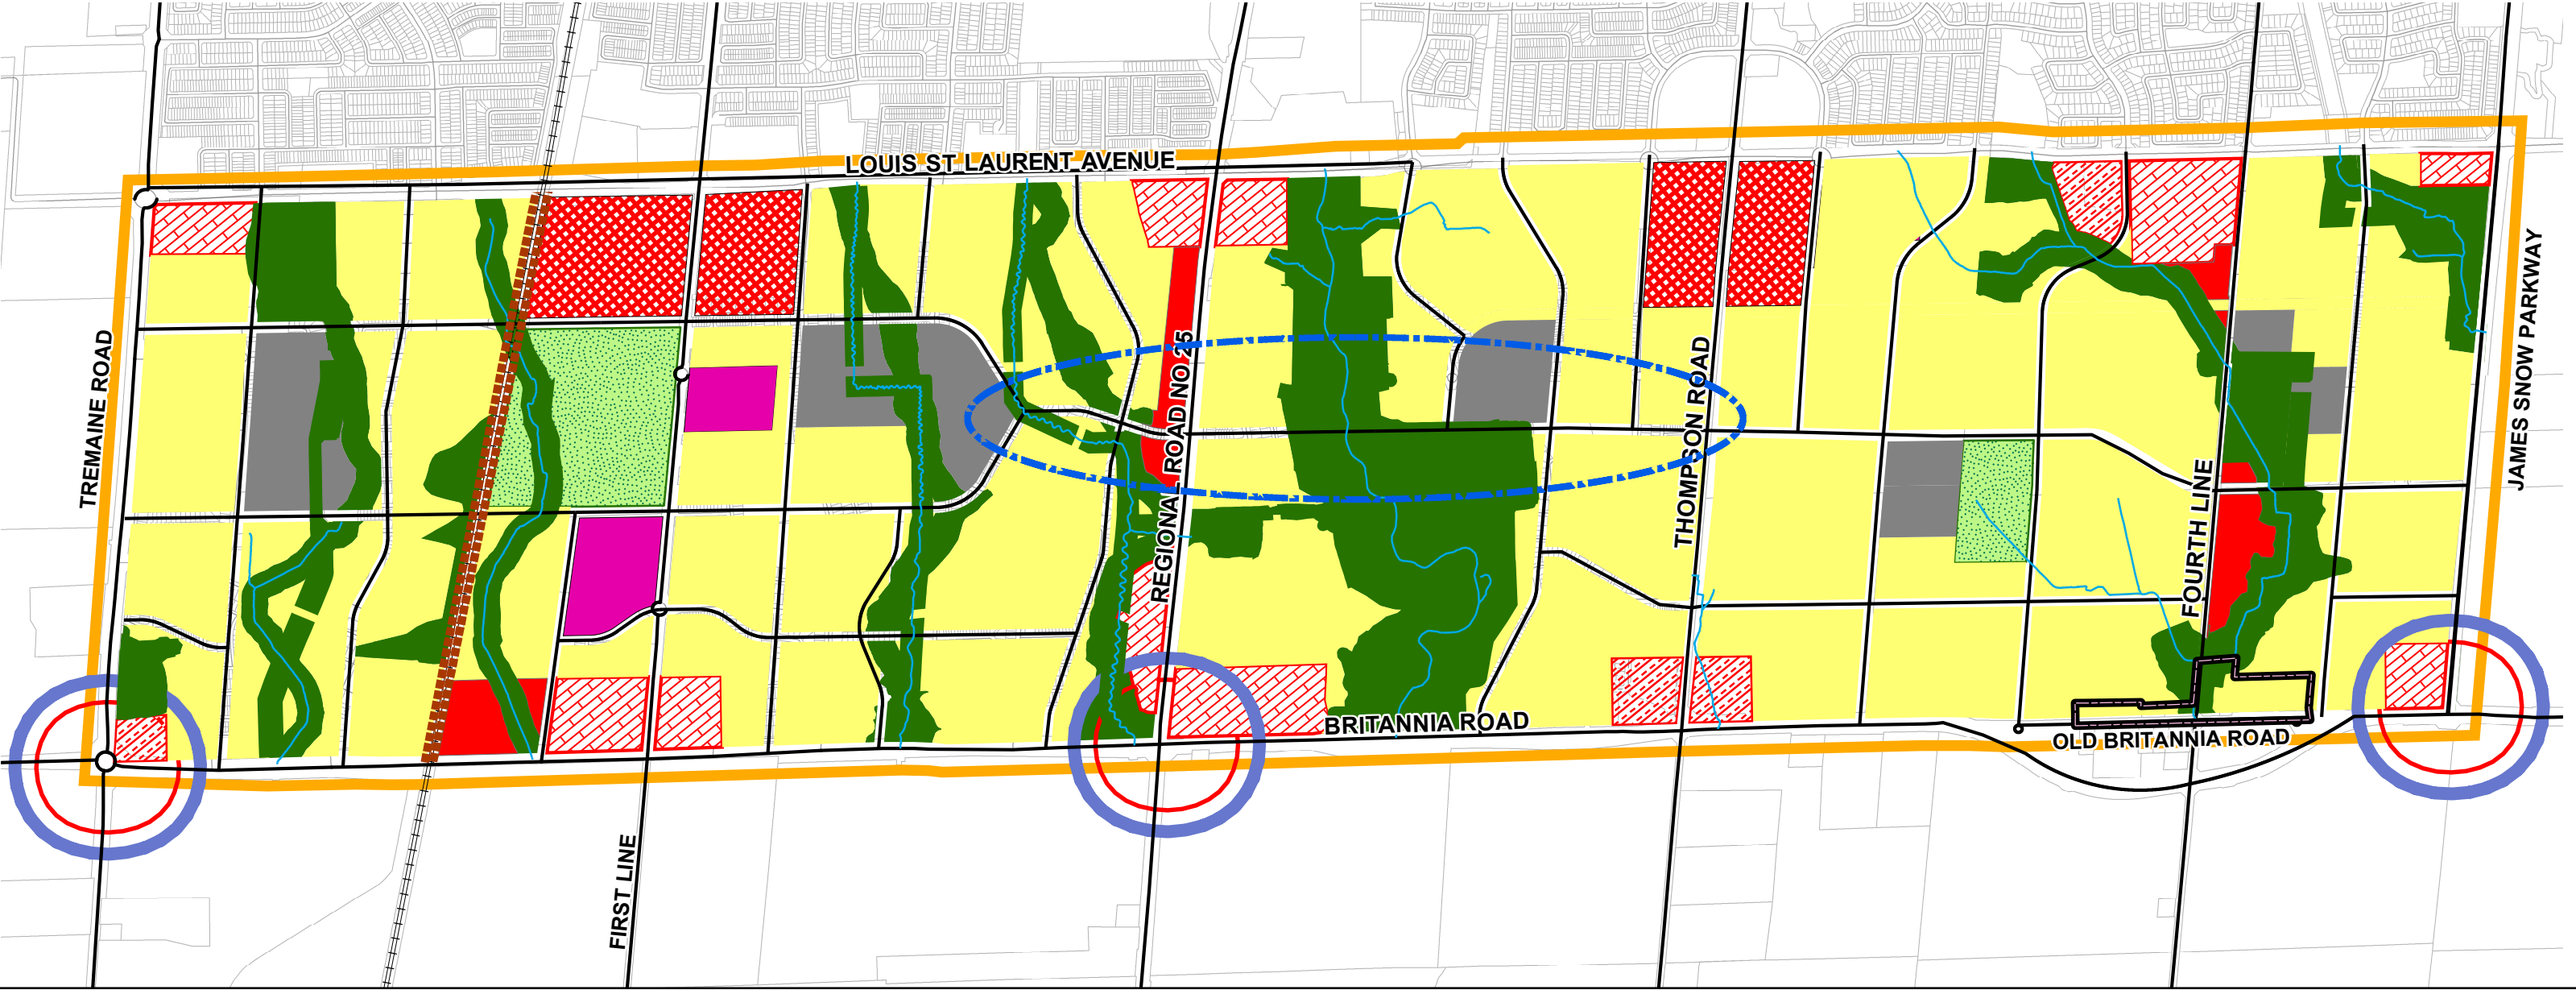 LOUIS ST LAURENT AVENUE
TREMAINE ROAD
REGIONAL ROAD NO 25
THOMPSON ROAD
FOURTH LINE
JAMES SNOW PARKWAY
BRITANNIA ROAD
OLD BRITANNIA ROAD
FIRST LINE